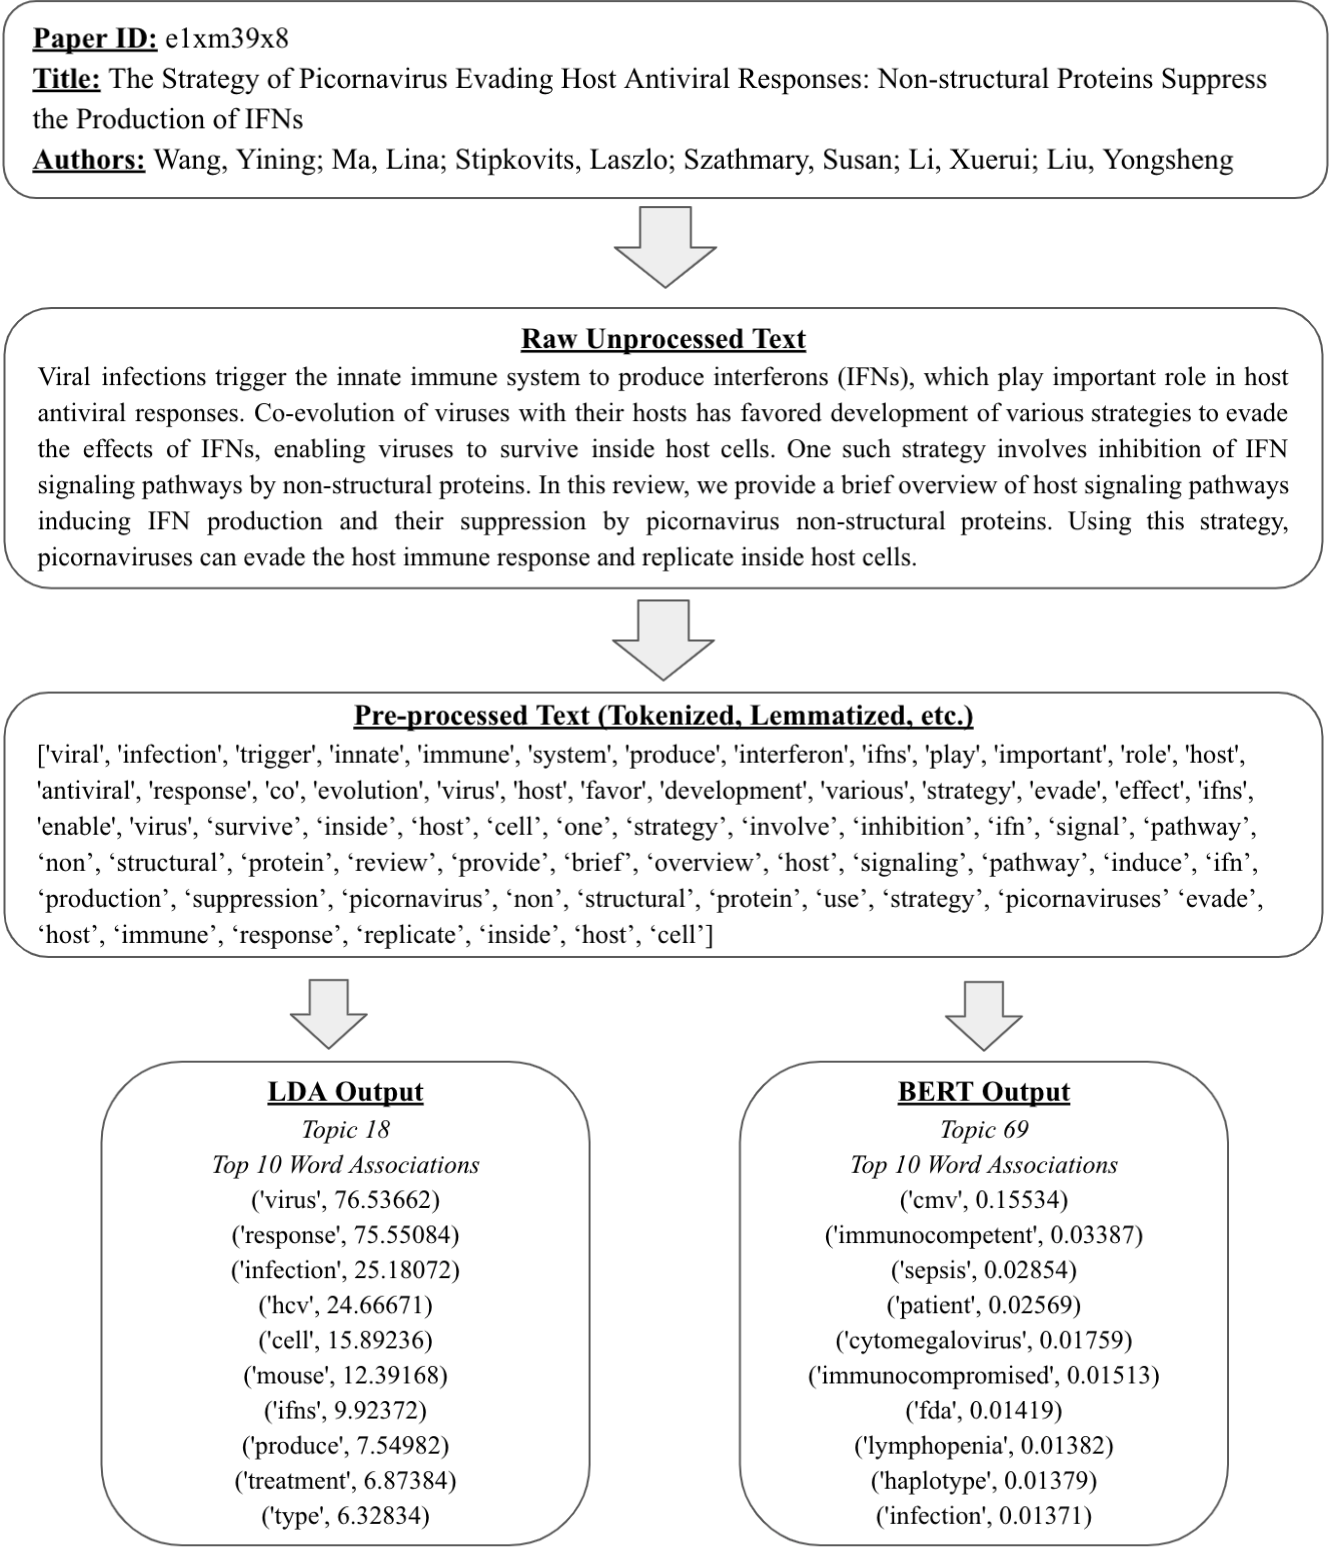 Paper ID: e1xm39x8
Title: The Strategy of Picornavirus Evading Host Antiviral Responses: Non-structural Proteins Suppress
the Production of IFNs
Authors: Wang, Yining; Ma, Lina; Stipkovits, Laszlo; Szathmary, Susan; Li, Xuerui; Liu, Yongsheng
Raw Unprocessed Text
Viral infections trigger the innate immune system to produce interferons (IFNs), which play important role in host
antiviral responses. Co-evolution of viruses with their hosts has favored development of various strategies to evade
the effects of IFNs, enabling viruses to survive inside host cells. One such strategy involves inhibition of IFN
signaling pathways by non-structural proteins. In this review, we provide a brief overview of host signaling pathways
inducing IFN production and their suppression by picornavirus non-structural proteins. Using this strategy,
picornaviruses can evade the host immune response and replicate inside host cells.
Pre-processed Text (Tokenized, Lemmatized, etc.)
['viral', 'infection', 'trigger', 'innate', 'immune', 'system', 'produce', 'interferon', 'ifns', 'play', 'important', 'role', 'host',
'antiviral', 'response', 'co', 'evolution', 'virus', 'host', 'favor', 'development', 'various', 'strategy', 'evade', 'effect', 'ifns',
'enable', 'virus', ‘survive’, ‘inside’, ‘host’, ‘cell’, ‘one’, ‘strategy’, ‘involve’, ‘inhibition’, ‘ifn’, ‘signal’, ‘pathway’,
‘non’, ‘structural’, ‘protein’, ‘review’, ‘provide’, ‘brief’, ‘overview’, ‘host’, ‘signaling’, ‘pathway’, ‘induce’, ‘ifn’,
‘production’, ‘suppression’, ‘picornavirus’, ‘non’, ‘structural’, ‘protein’, ‘use’, ‘strategy’, ‘picornaviruses’ ‘evade’,
‘host’, ‘immune’, ‘response’, ‘replicate’, ‘inside’, ‘host’, ‘cell’]
LDA Output
Topic 18
Top 10 Word Associations
('virus', 76.53662)
('response', 75.55084)
('infection', 25.18072)
('hcv', 24.66671)
('cell', 15.89236)
('mouse', 12.39168)
('ifns', 9.92372)
('produce', 7.54982)
('treatment', 6.87384)
('type', 6.32834)
BERT Output
Topic 69
Top 10 Word Associations
('cmv', 0.15534)
('immunocompetent', 0.03387)
('sepsis', 0.02854)
('patient', 0.02569)
('cytomegalovirus', 0.01759)
('immunocompromised', 0.01513)
('fda', 0.01419)
('lymphopenia', 0.01382)
('haplotype', 0.01379)
('infection', 0.01371)